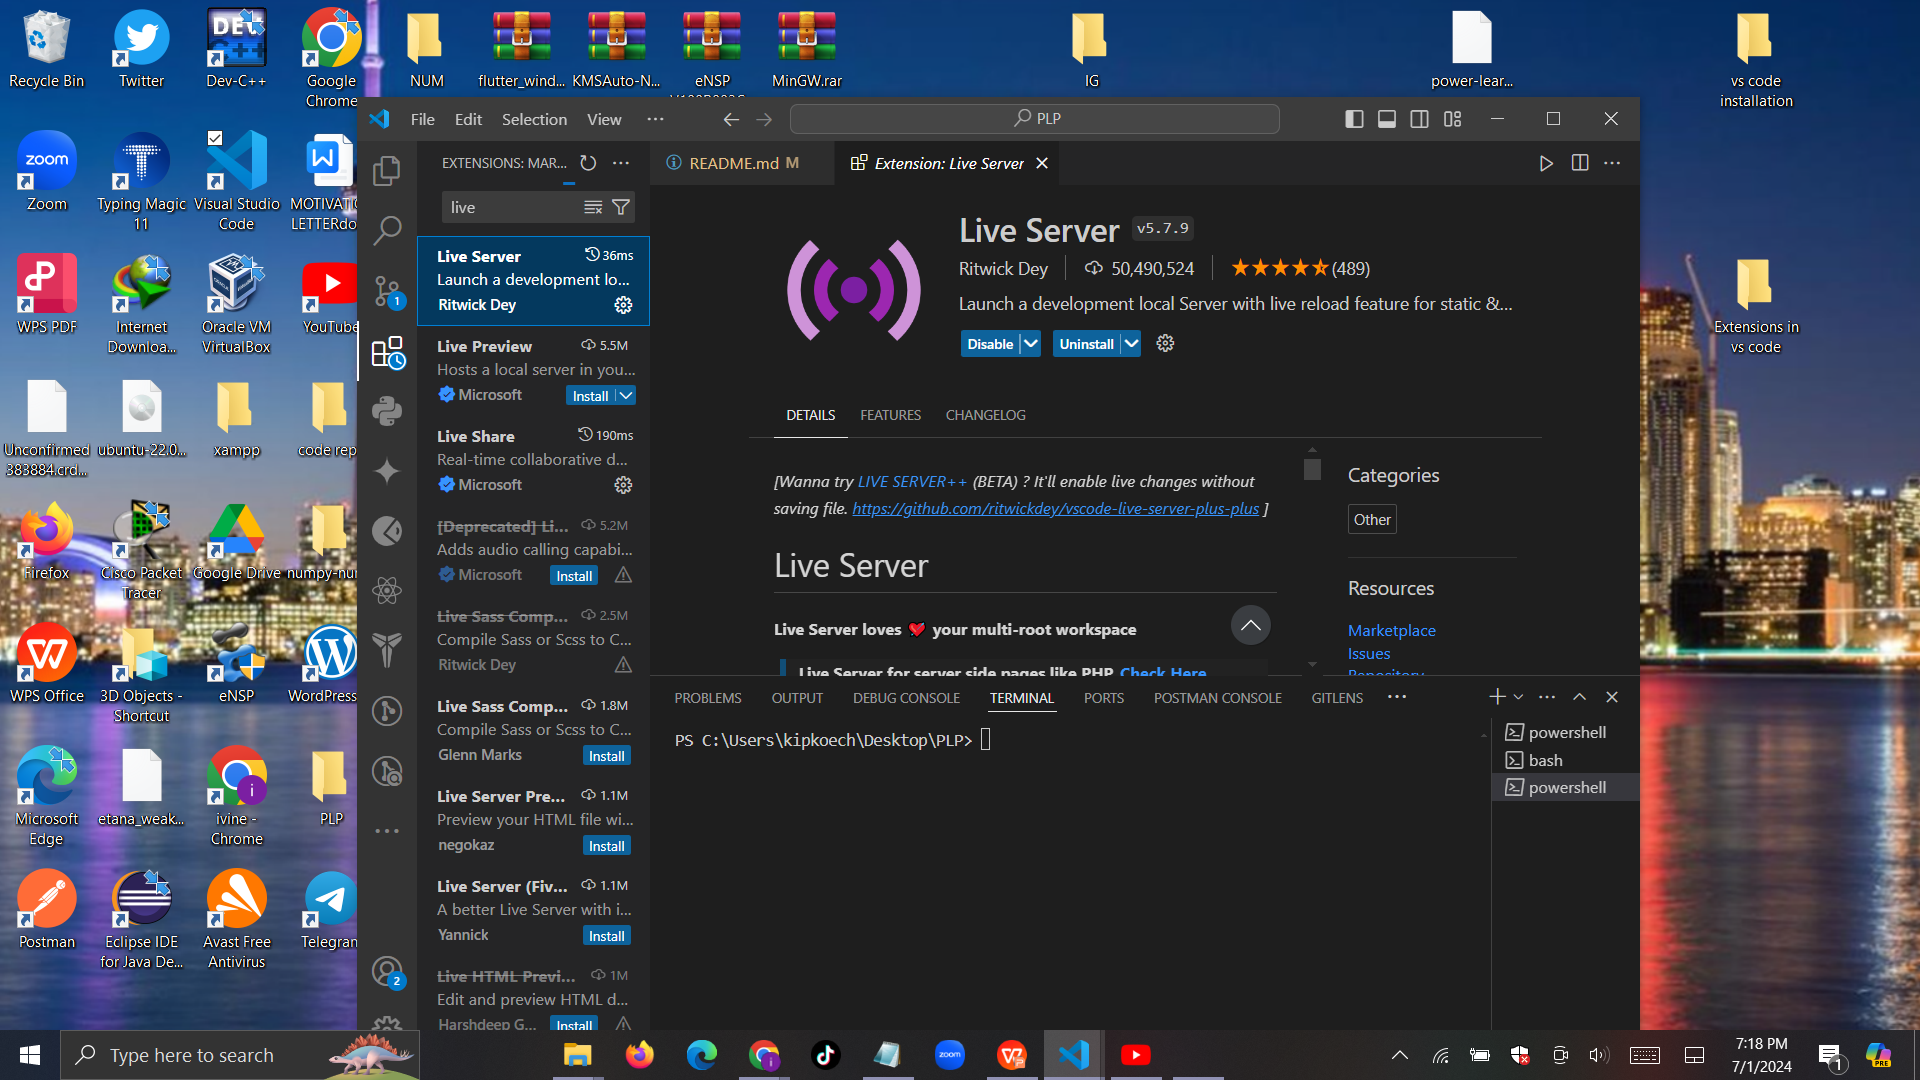 Recycle Bin
Twitter
Dev-C++
Google
Chrome
NUM
flutter_wind...
KMSAuto-N...
eNSP
MinGW.rar
IG
power-lear...
vs code
installation
Zoom
Typing Magic
11
Visual Studio
Code
MOTIVATIO
LETTERdo
WPS PDF
Internet
Downloa...
Oracle VM
VirtualBox
YouTube
Extensions in
vs code
Unconfirmed
383884.crd...
ubuntu-22.0...
xampp
code rep
Firefox
Cisco Packet
Tracer
Google Drive
numpy-nu
WPS Office
3D Objects -
Shortcut
eNSP
WordPress
Microsoft
Edge
etana_weak...
ivine -
Chrome
PLP
Postman
Eclipse IDE
for Java De...
Avast Free
Antivirus
Telegran
File Edit Selection View ...
PLP
EXTENSIONS: MAR...
README.md M
Extension: Live Server
live
Live Server 36ms
Launch a development lo...
Ritwick Dey
Live Preview 5.5M
Hosts a local server in you...
Microsoft Install
Live Share 190ms
Real-time collaborative d...
Microsoft
[Deprecated] Li... 5.2M
Adds audio calling capabi...
Microsoft Install
Live Sass Comp... 2.5M
Compile Sass or Scss to C...
Ritwick Dey
Live Sass Comp... 1.8M
Compile Sass or Scss to C...
Glenn Marks Install
Live Server Pre... 1.1M
Preview your HTML file wi...
negokaz Install
Live Server (Fiv... 1.1M
A better Live Server with i...
Yannick Install
Live HTML Previ... 1M
Edit and preview HTML d...
Harshdeep G... Install
1
2
Live Server v5.7.9
Ritwick Dey 50,490,524 (489)
Launch a development local Server with live reload feature for static &...
Disable Uninstall
DETAILS FEATURES CHANGELOG
[Wanna try LIVE SERVER++ (BETA) ? It'll enable live changes without
saving file. https://github.com/ritwickdey/vscode-live-server-plus-plus ]
Live Server
Live Server loves your multi-root workspace
Live Server for server side pages like PHP. Check Here
Categories
Other
Resources
Marketplace
Issues
Repository
PROBLEMS OUTPUT DEBUG CONSOLE TERMINAL PORTS POSTMAN CONSOLE GITLENS ...
PS C:\Users\kipkoech\Desktop\PLP>
powershell
bash
powershell
Type here to search
7:18 PM
7/1/2024
1